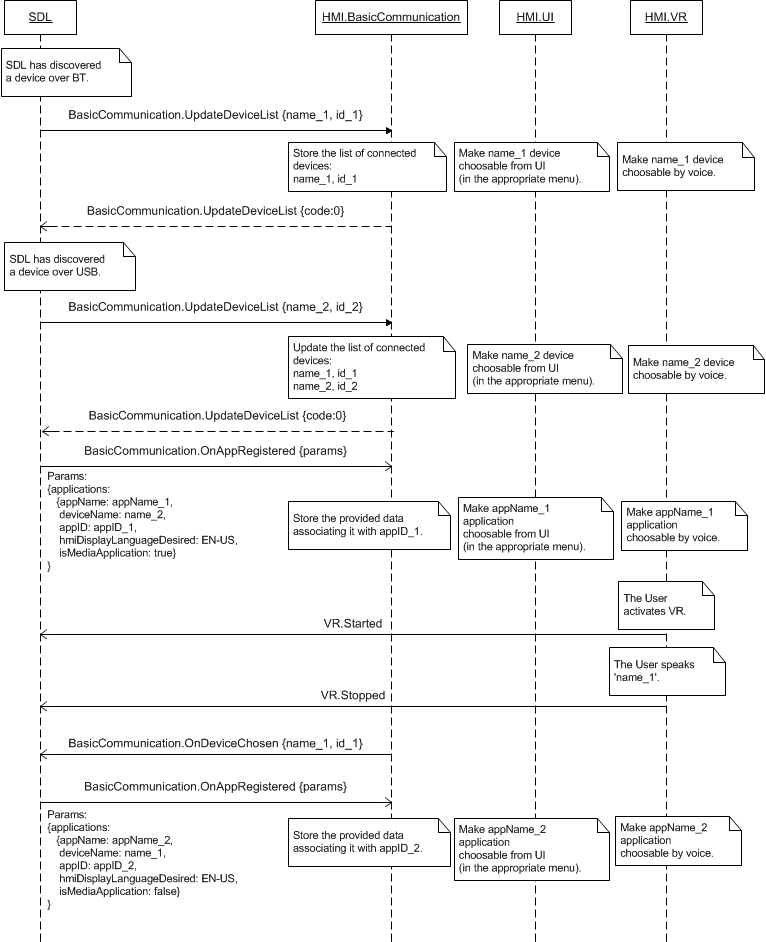 SDL
HMI.BasicCommunication
HMI.UI
HMI.VR
SDL has discovered
a device over BT.
BasicCommunication.UpdateDeviceList {name_1, id_1}
Store the list of connected
devices:
name_1, id_1
Make name_1 device
choosable from UI
(in the appropriate menu).
Make name_1 device
choosable by voice.
BasicCommunication.UpdateDeviceList {code:0}
SDL has discovered
a device over USB.
BasicCommunication.UpdateDeviceList {name_2, id_2}
Update the list of connected
devices:
name_1, id_1
name_2, id_2
Make name_2 device
choosable from UI
(in the appropriate menu).
Make name_2 device
choosable by voice.
BasicCommunication.UpdateDeviceList {code:0}
BasicCommunication.OnAppRegistered {params}
Params:
{applications:
{appName: appName_1,
deviceName: name_2,
appID: appID_1,
hmiDisplayLanguageDesired: EN-US,
isMediaApplication: true}
}
Store the provided data
associating it with appID_1.
Make appName_1
application
choosable from UI
(in the appropriate menu).
Make appName_1
application
choosable by voice.
The User
activates VR.
VR.Started
The User speaks
'name_1'.
VR.Stopped
BasicCommunication.OnDeviceChosen {name_1, id_1}
BasicCommunication.OnAppRegistered {params}
Params:
{applications:
{appName: appName_2,
deviceName: name_1,
appID: appID_2,
hmiDisplayLanguageDesired: EN-US,
isMediaApplication: false}
}
Store the provided data
associating it with appID_2.
Make appName_2
application
choosable from UI
(in the appropriate menu).
Make appName_2
application
choosable by voice.